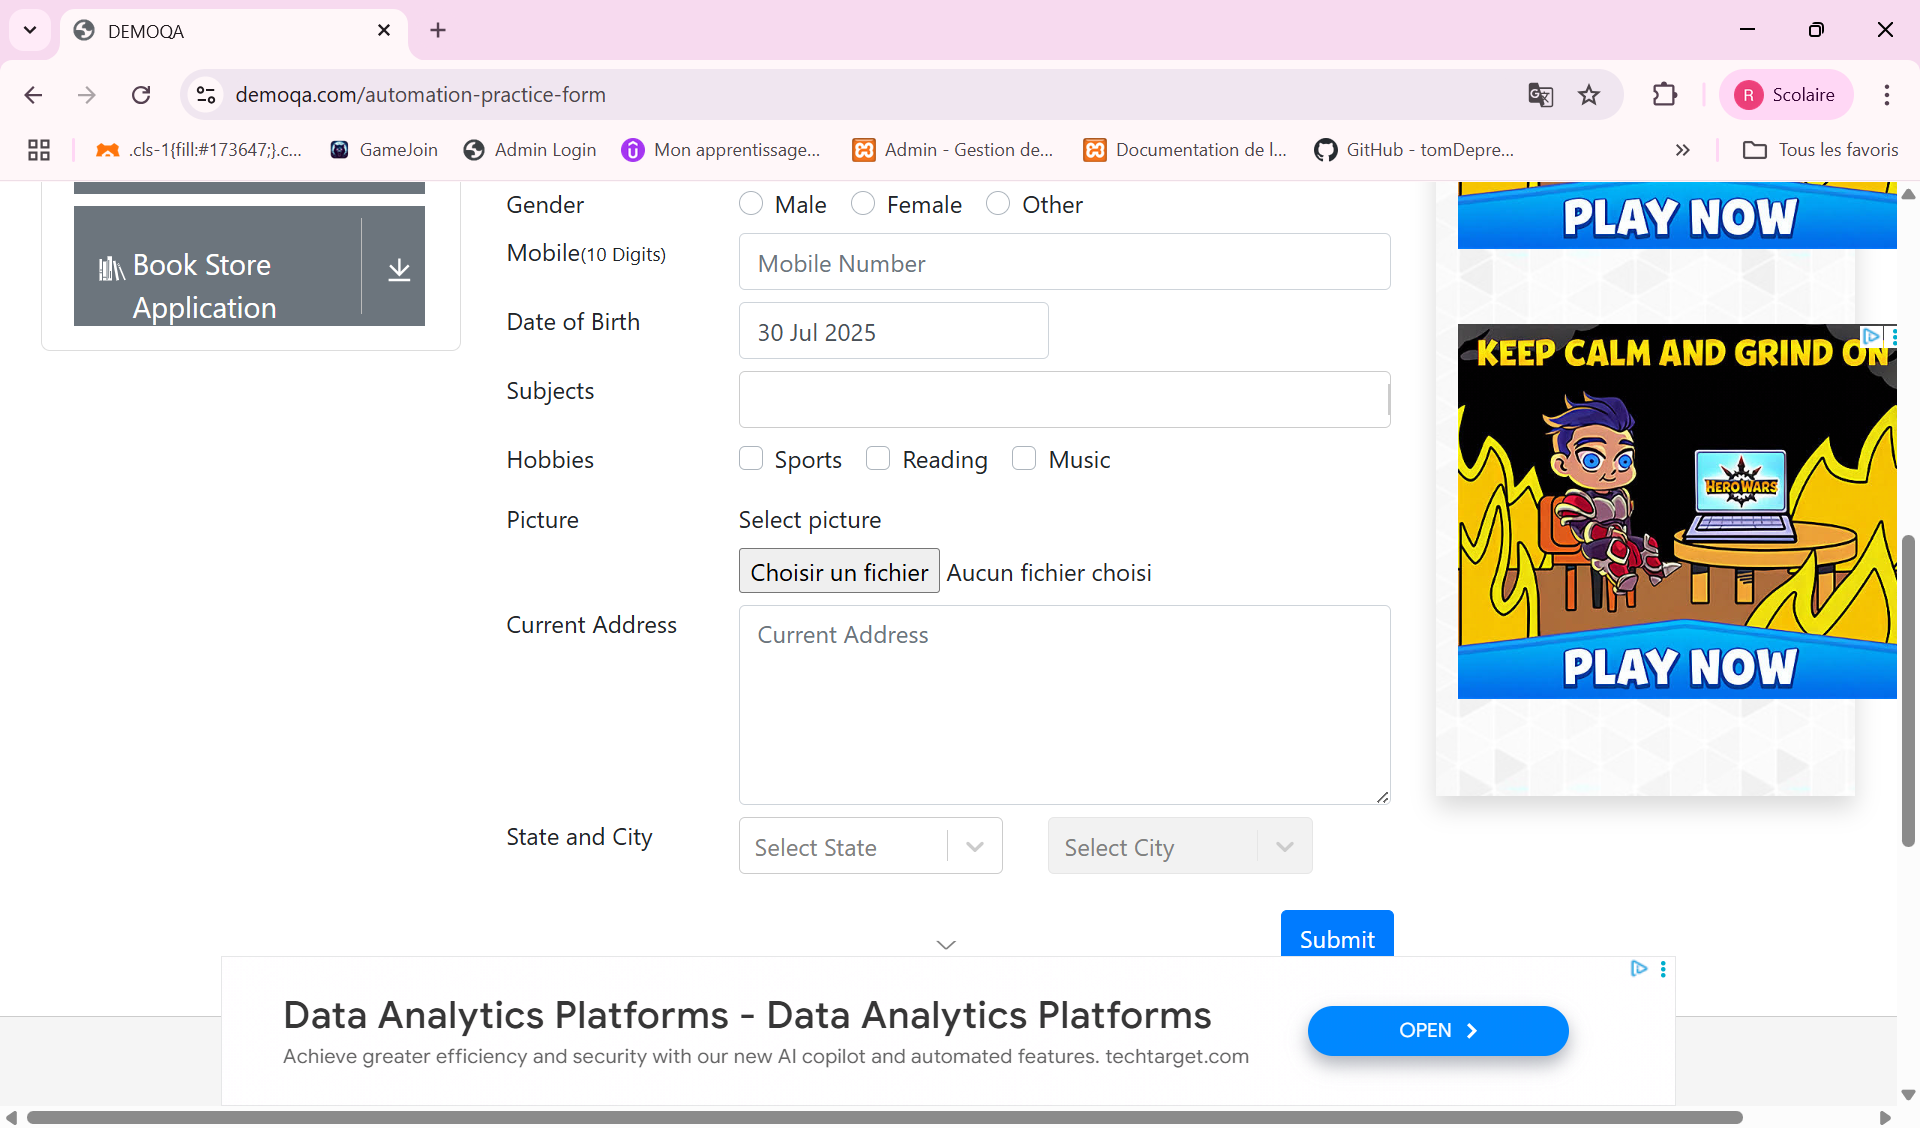 DEMOQA
demoqa.com/automation-practice-form
R Scolaire
.cls-1{fill:#173647;}.c...
GameJoin
Admin Login
Mon apprentissage...
Admin - Gestion de...
Documentation de l...
GitHub - tomDepre...
»
Tous les favoris
Book Store
Application
Gender
Male
Female
Other
Mobile(10 Digits)
Mobile Number
Date of Birth
30 Jul 2025
Subjects
Hobbies
Sports
Reading
Music
Picture
Select picture
Choisir un fichier
Aucun fichier choisi
Current Address
Current Address
State and City
Select State
Select City
Submit
PLAY NOW
KEEP CALM AND GRIND ON
HERO WARS
PLAY NOW
Data Analytics Platforms - Data Analytics Platforms
Achieve greater efficiency and security with our new AI copilot and automated features. techtarget.com
OPEN